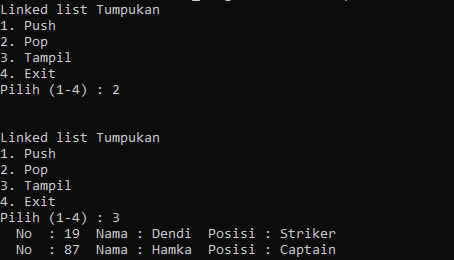 Linked list Tumpukan
1. Push
2. Pop
3. Tampil
4. Exit
Pilih (1-4) : 2
Linked list Tumpukan
1. Push
2. Pop
3. Tampil
4. Exit
Pilih (1-4) : 3
  No  : 19  Nama : Dendi  Posisi : Striker
  No  : 87  Nama : Hamka  Posisi : Captain